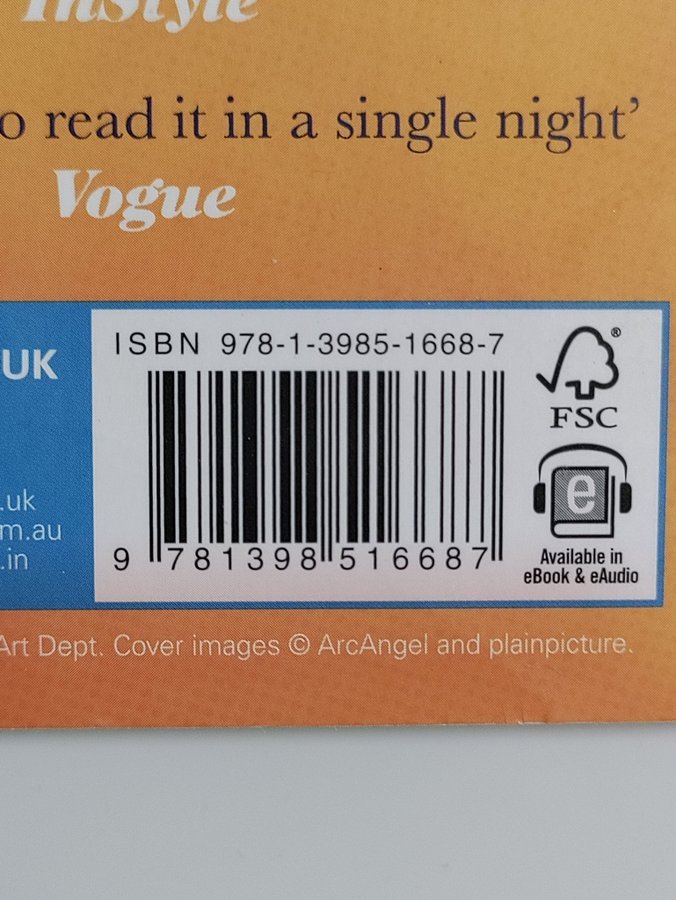 InStyle
o read it in a single night’
Vogue
UK
ISBN 978-1-3985-1668-7
®
FSC
.uk
m.au
.in
e
9 781398 516687
Available in
eBook & eAudio
Art Dept. Cover images © ArcAngel and plainpicture.